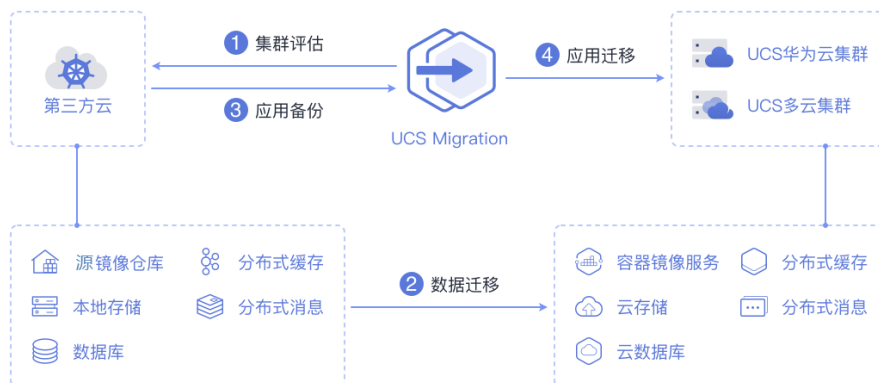 1 集群评估
第三方云
3 应用备份
UCS Migration
4 应用迁移
UCS华为云集群
UCS多云集群
源镜像仓库
分布式缓存
本地存储
分布式消息
数据库
2 数据迁移
容器镜像服务
分布式缓存
云存储
分布式消息
云数据库